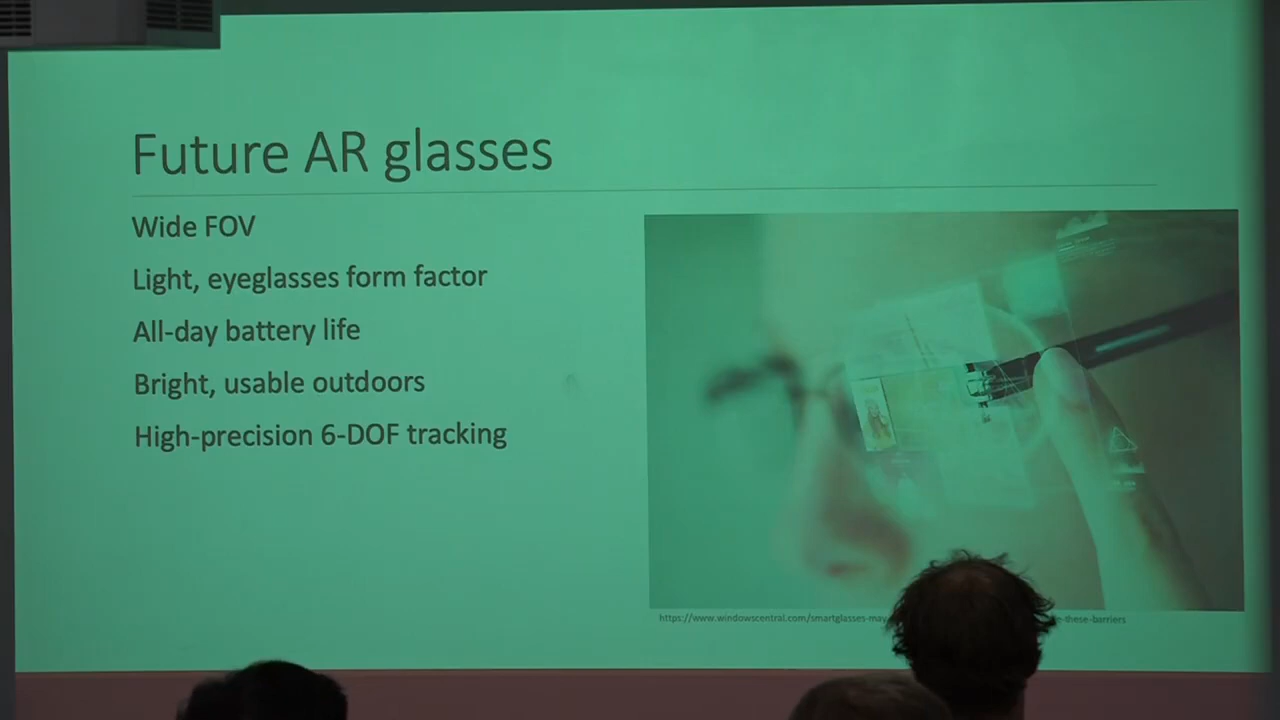 Future AR glasses
Wide FOV
Light, eyeglasses form factor
All-day battery life
Bright, usable outdoors
High-precision 6-DOF tracking
https://www.windowscentral.com/smartglasses-may these-barriers